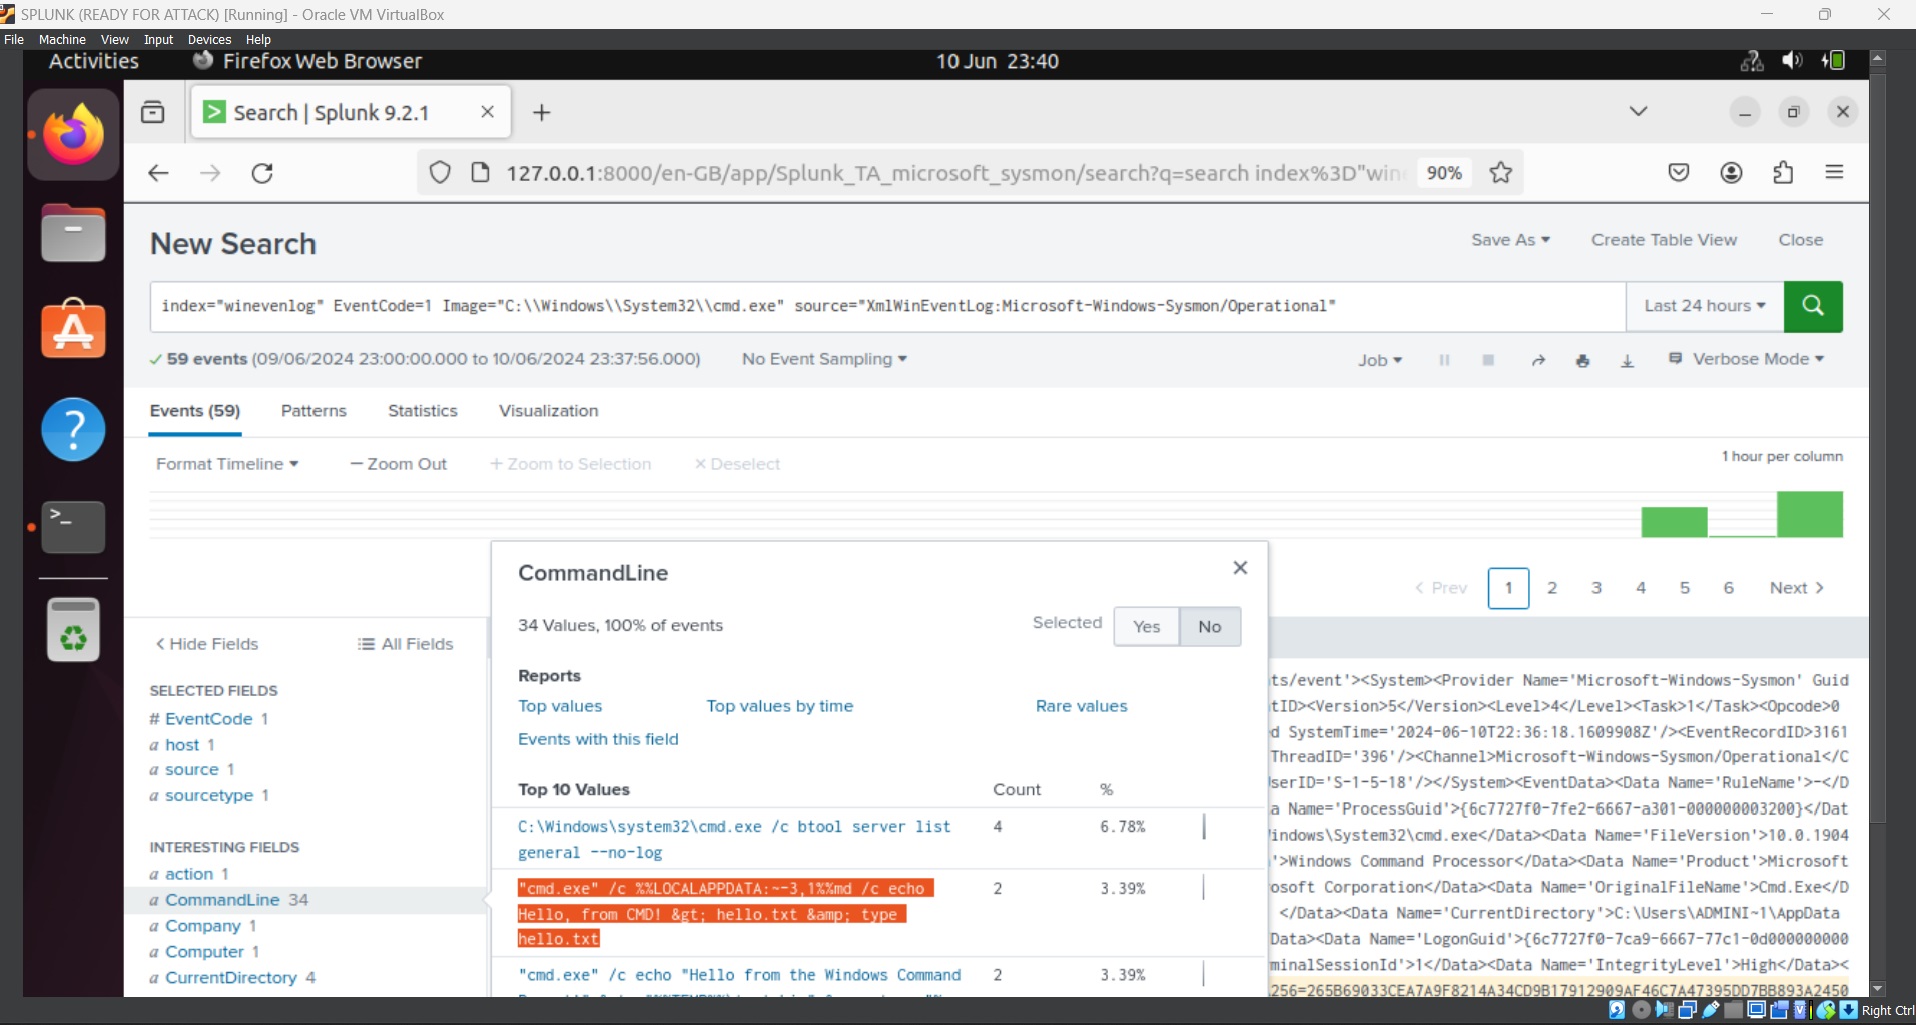 SPLUNK (READY FOR ATTACK) [Running] - Oracle VM VirtualBox
File Machine View Input Devices Help
Activities Firefox Web Browser 10 Jun 23:40
Search | Splunk 9.2.1
127.0.0.1:8000/en-GB/app/Splunk_TA_microsoft_sysmon/search?q=search index%3D"win 90%
New Search
Save As Create Table View Close
index="winevenlog" EventCode=1 Image="C:\\Windows\\System32\\cmd.exe" source="XmlWinEventLog:Microsoft-Windows-Sysmon/Operational" Last 24 hours
59 events (09/06/2024 23:00:00.000 to 10/06/2024 23:37:56.000) No Event Sampling Job Verbose Mode
Events (59) Patterns Statistics Visualization
Format Timeline — Zoom Out + Zoom to Selection × Deselect 1 hour per column
CommandLine
< Prev 1 2 3 4 5 6 Next >
34 Values, 100% of events Selected Yes No
< Hide Fields All Fields
Reports
Top values Top values by time Rare values
Events with this field
Top 10 Values Count %
C:\Windows\system32\cmd.exe /c btool server list general --no-log 4 6.78%
"cmd.exe" /c %%LOCALAPPDATA:~-3,1%%md /c echo Hello, from CMD! &gt; hello.txt &amp; type hello.txt 2 3.39%
"cmd.exe" /c echo "Hello from the Windows Command 2 3.39%
SELECTED FIELDS
# EventCode 1
a host 1
a source 1
a sourcetype 1
INTERESTING FIELDS
a action 1
a CommandLine 34
a Company 1
a Computer 1
a CurrentDirectory 4
ts/event'><System><Provider Name='Microsoft-Windows-Sysmon' Guid
tID><Version>5</Version><Level>4</Level><Task>1</Task><Opcode>0
d SystemTime='2024-06-10T22:36:18.1609908Z'/><EventRecordID>3161
ThreadID='396'/><Channel>Microsoft-Windows-Sysmon/Operational</C
serID='S-1-5-18'/></System><EventData><Data Name='RuleName'>-</D
a Name='ProcessGuid'>{6c7727f0-7fe2-6667-a301-000000003200}</Dat
indows\System32\cmd.exe</Data><Data Name='FileVersion'>10.0.1904
'>Windows Command Processor</Data><Data Name='Product'>Microsoft
osoft Corporation</Data><Data Name='OriginalFileName'>Cmd.Exe</D
</Data><Data Name='CurrentDirectory'>C:\Users\ADMINI~1\AppData
Data><Data Name='LogonGuid'>{6c7727f0-7ca9-6667-77c1-0d000000000
minalSessionId'>1</Data><Data Name='IntegrityLevel'>High</Data><
256=265B69033CEA7A9F8214A34CD9B17912909AF46C7A47395DD7BB893A2450
Right Ctrl